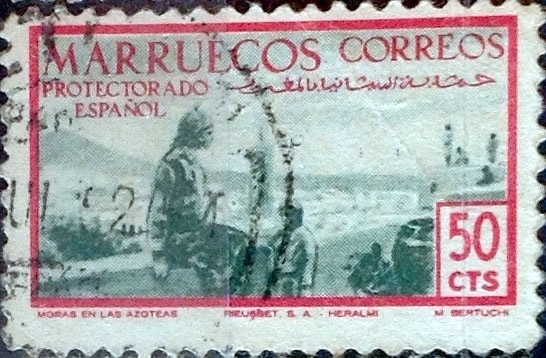 MARRUECOS CORREOS
PROTECTORADO
ESPAÑOL
50
CTS
MORAS EN LAS AZOTEAS RIEUSSET, S. A. - HERALMI M. BERTUCHI